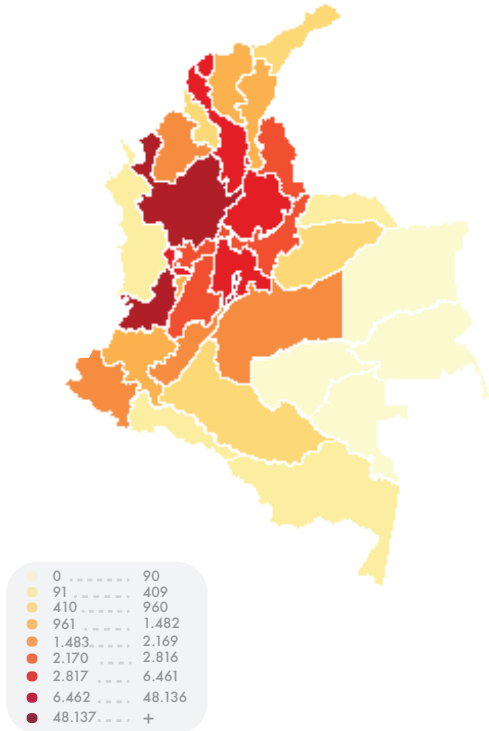 0 ........ 90
91 ........ 409
410 ........ 960
961 ........ 1.482
1.483 ........ 2.169
2.170 ........ 2.816
2.817 ........ 6.461
6.462 ........ 48.136
48.137 ........ +